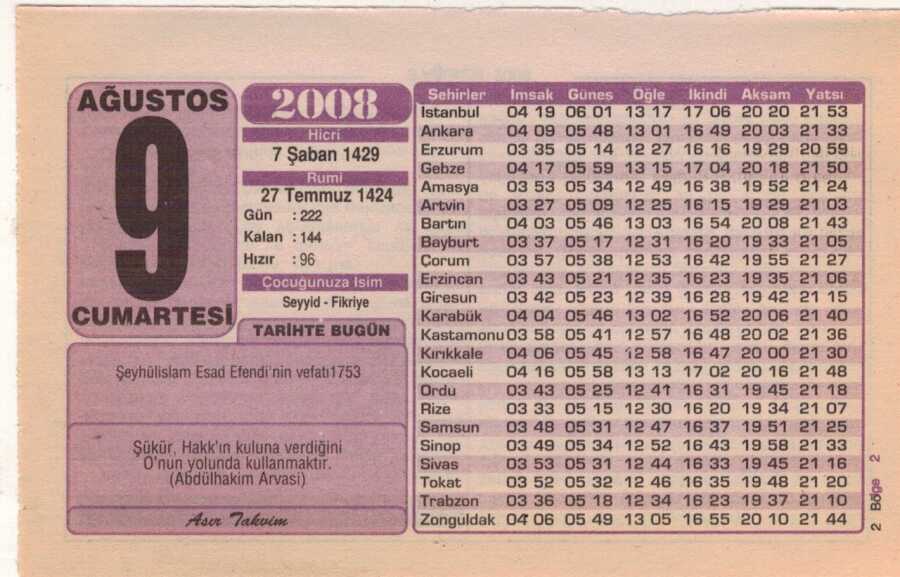 AĞUSTOS
9
CUMARTESİ
2008
Hicri
7 Şaban 1429
Rumi
27 Temmuz 1424
Gün : 222
Kalan : 144
Hızır : 96
Çocuğunuza İsim
Seyyid - Fikriye
TARİHTE BUGÜN
Şeyhülislam Esad Efendi'nin vefatı1753
Şükür, Hakk'ın kuluna verdiğini
O'nun yolunda kullanmaktır.
(Abdülhakim Arvasi)
Asır Takvim
Şehirler İmsak Güneş Öğle İkindi Akşam Yatsı
İstanbul 04 19 06 01 13 17 17 06 20 20 21 53
Ankara 04 09 05 48 13 01 16 49 20 03 21 33
Erzurum 03 35 05 14 12 27 16 16 19 29 20 59
Gebze 04 17 05 59 13 15 17 04 20 18 21 50
Amasya 03 53 05 34 12 49 16 38 19 52 21 24
Artvin 03 27 05 09 12 25 16 15 19 29 21 03
Bartın 04 03 05 46 13 03 16 54 20 08 21 43
Bayburt 03 37 05 17 12 31 16 20 19 33 21 05
Çorum 03 57 05 38 12 53 16 42 19 55 21 27
Erzincan 03 43 05 21 12 35 16 23 19 35 21 06
Giresun 03 42 05 23 12 39 16 28 19 42 21 15
Karabük 04 04 05 46 13 02 16 52 20 06 21 40
Kastamonu 03 58 05 41 12 57 16 48 20 02 21 36
Kırıkkale 04 06 05 45 12 58 16 47 20 00 21 30
Kocaeli 04 16 05 58 13 13 17 02 20 16 21 48
Ordu 03 43 05 25 12 41 16 31 19 45 21 18
Rize 03 33 05 15 12 30 16 20 19 34 21 07
Samsun 03 48 05 31 12 47 16 37 19 51 21 25
Sinop 03 49 05 34 12 52 16 43 19 58 21 33
Sivas 03 53 05 31 12 44 16 33 19 45 21 16
Tokat 03 52 05 32 12 46 16 35 19 48 21 20
Trabzon 03 36 05 18 12 34 16 23 19 37 21 10
Zonguldak 04 06 05 49 13 05 16 55 20 10 21 44
2 Bölge 2